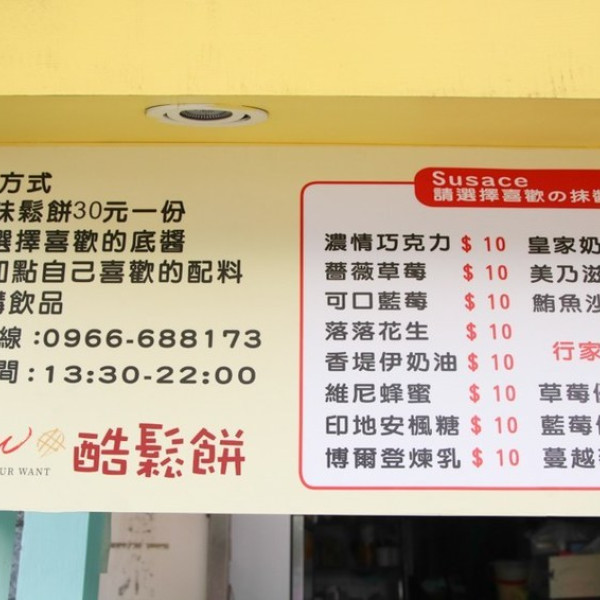 方式
味鬆餅30元一份
選擇喜歡的底醬
加點自己喜歡的配料
購飲品
線:0966-688173
間:13:30-22:00
酷鬆餅
UR WANT
Susace
請選擇喜歡の抹醬
濃情巧克力 $ 10 皇家奶
薔薇草莓 $ 10 美乃滋
可口藍莓 $ 10 鮪魚沙
落落花生 $ 10
香堤伊奶油 $ 10 行家
維尼蜂蜜 $ 10 草莓
印地安楓糖 $ 10 藍莓
博爾登煉乳 $ 10 蔓越